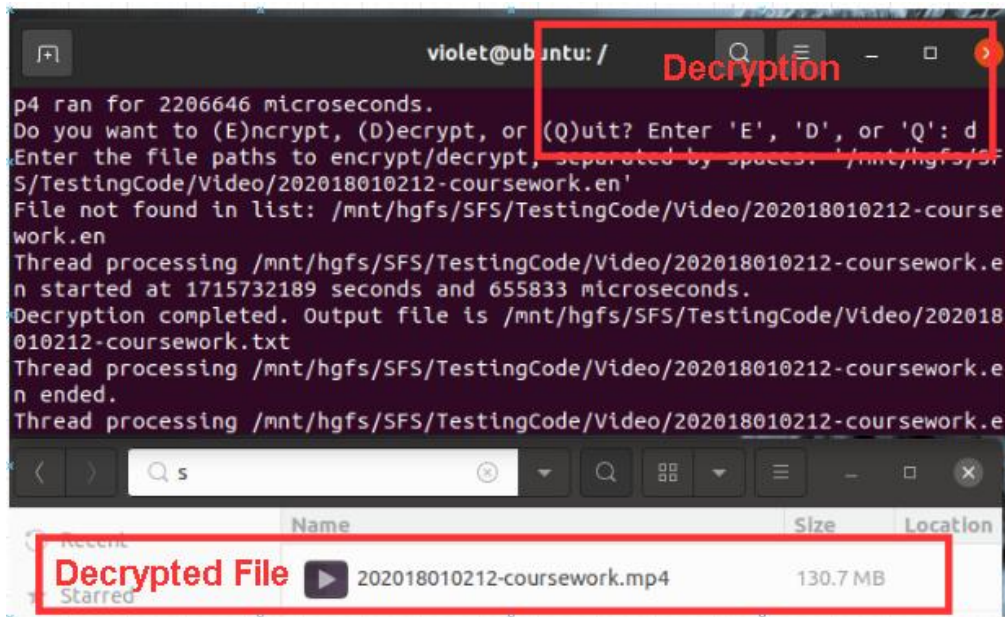 violet@ubuntu: /
Decryption
p4 ran for 2206646 microseconds.
Do you want to (E)ncrypt, (D)ecrypt, or (Q)uit? Enter 'E', 'D', or 'Q': d
Enter the file paths to encrypt/decrypt, separated by spaces: '/mnt/hgfs/SF
S/TestingCode/Video/202018010212-coursework.en'
File not found in list: /mnt/hgfs/SFS/TestingCode/Video/202018010212-course
work.en
Thread processing /mnt/hgfs/SFS/TestingCode/Video/202018010212-coursework.e
n started at 1715732189 seconds and 655833 microseconds.
Decryption completed. Output file is /mnt/hgfs/SFS/TestingCode/Video/202018
010212-coursework.txt
Thread processing /mnt/hgfs/SFS/TestingCode/Video/202018010212-coursework.e
n ended.
Thread processing /mnt/hgfs/SFS/TestingCode/Video/202018010212-coursework.e
s
Name Size Location
Recent
Decrypted File 202018010212-coursework.mp4 130.7 MB
Starred